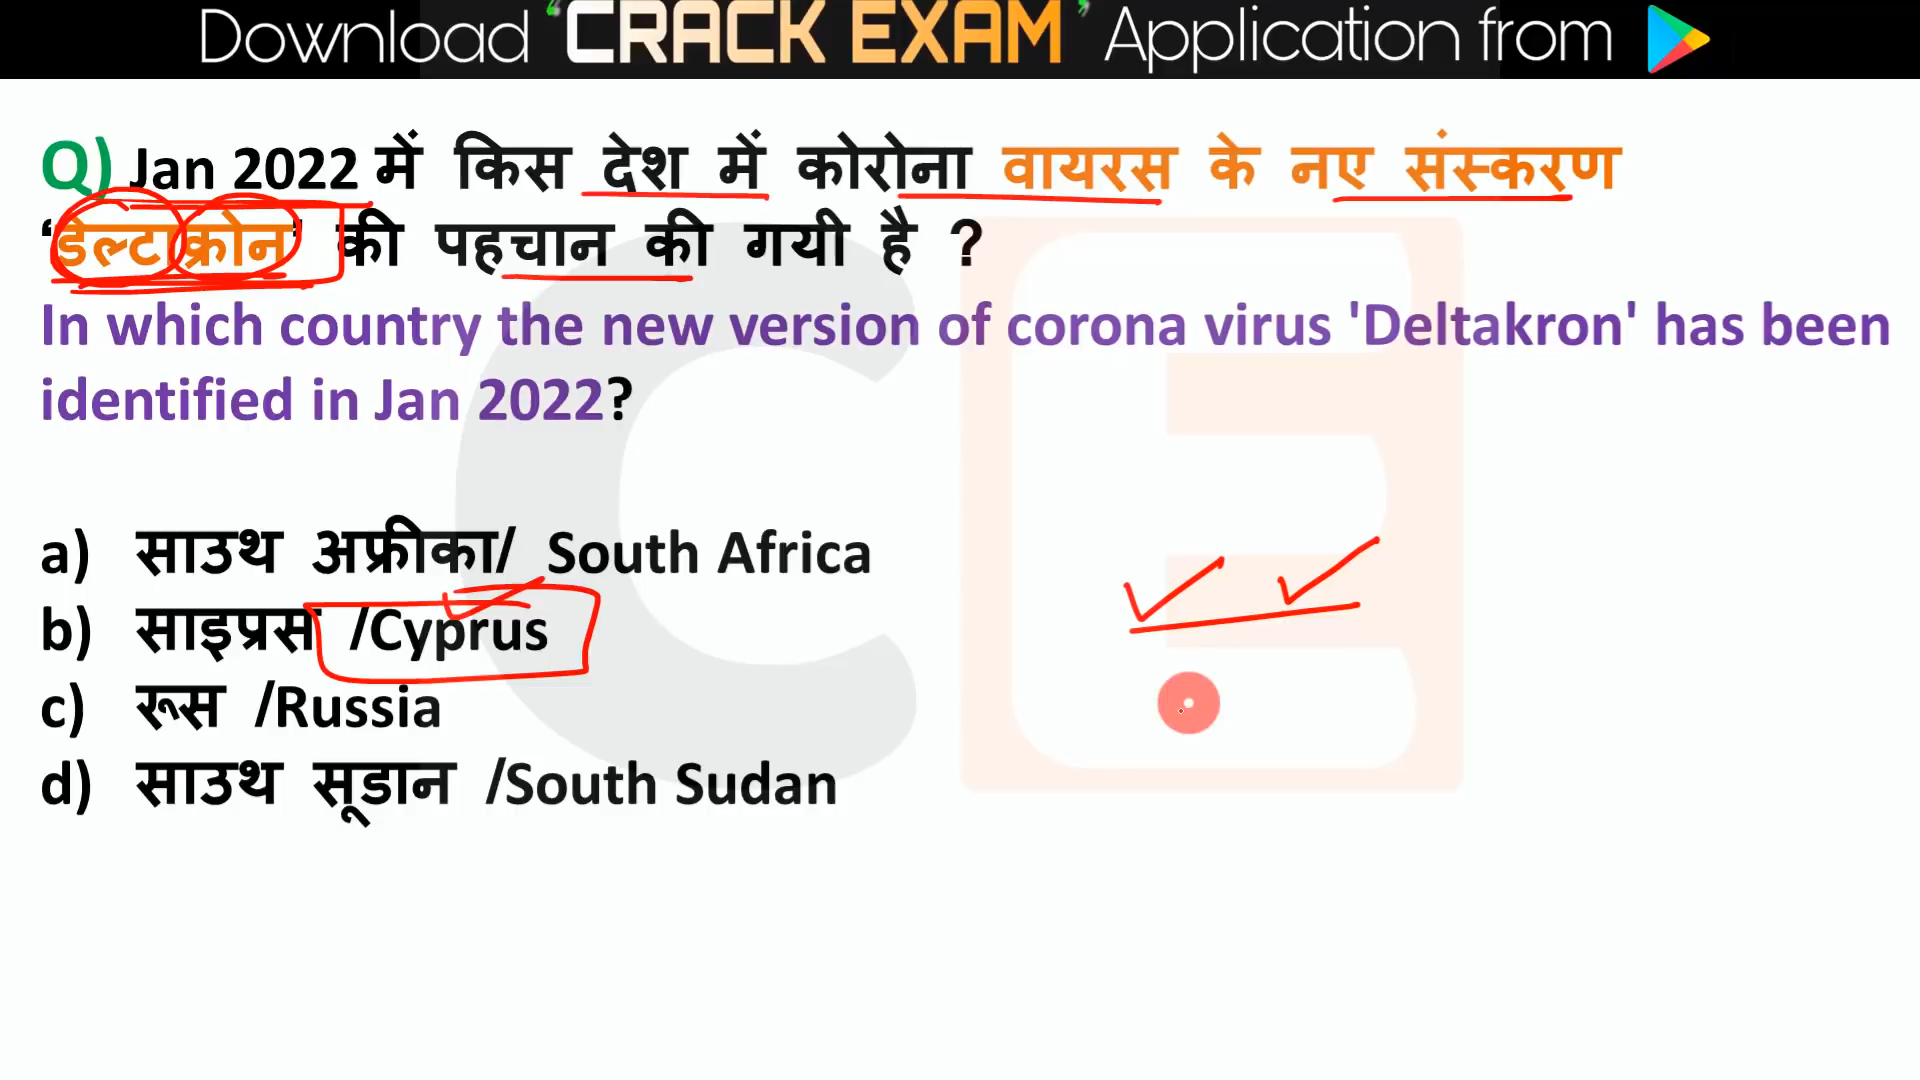 Download ‘CRACK EXAM’ Application from
Q) Jan 2022 में किस देश में कोरोना वायरस के नए संस्करण
‘डेल्टाक्रोन’ की पहचान की गयी है ?
In which country the new version of corona virus 'Deltakron' has been
identified in Jan 2022?
a) साउथ अफ्रीका/ South Africa
b) साइप्रस /Cyprus
c) रूस /Russia
d) साउथ सूडान /South Sudan